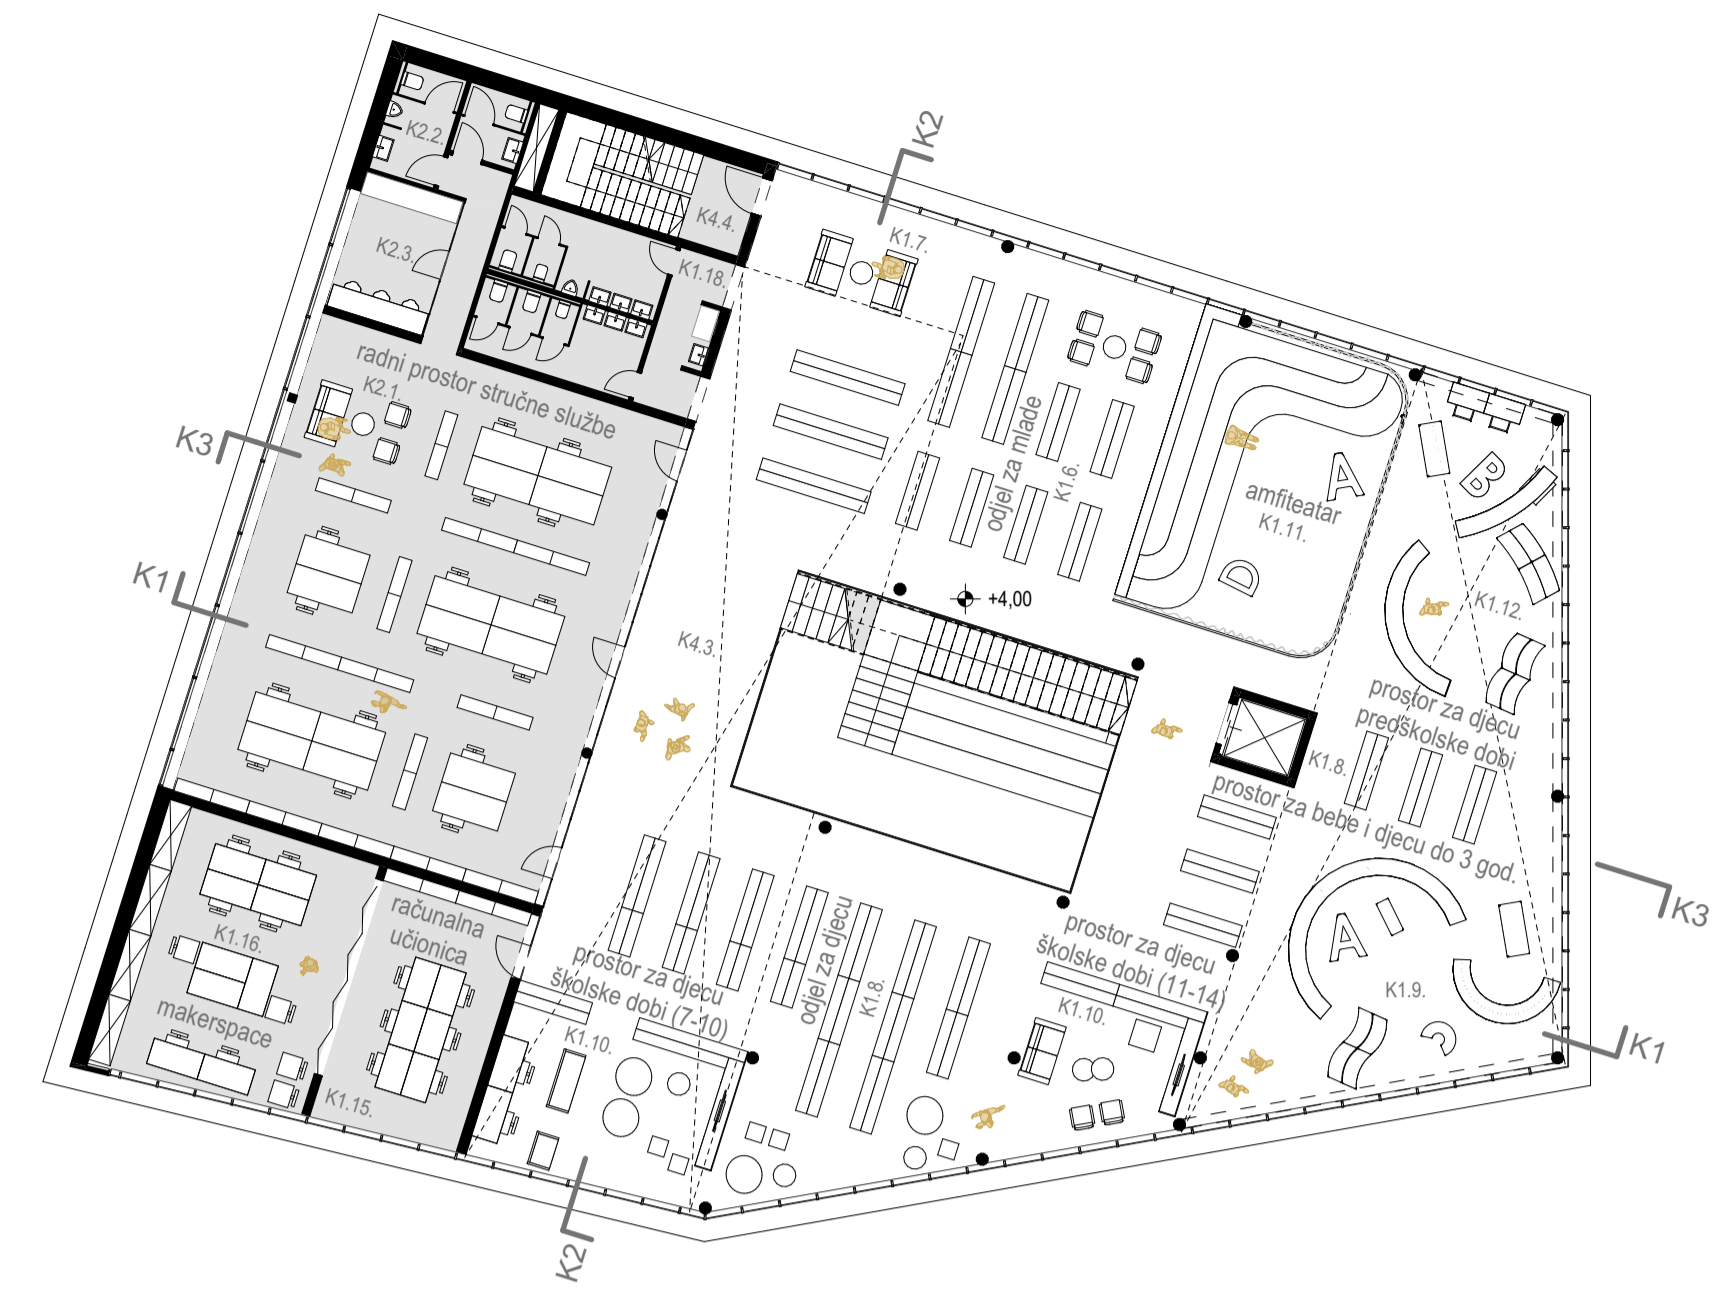 K2
K2.2.
K4.4.
K2.3.
K1.18.
K1.7.
radni prostor stručne službe
K2.1.
K3
odjel za mlade
K1.6.
A
amfiteatar
K1.11.
D
B
K1.12.
K1
+4,00
K4.3.
prostor za djecu
predškolske dobi
K1.8.
prostor za bebe i djecu do 3 god.
K3
računalna
učionica
K1.16.
makerspace
K1.15.
prostor za djecu
školske dobi (7-10)
K1.10.
odjel za djecu
K1.8.
prostor za djecu
školske dobi (11-14)
K1.10.
A
K1.9.
C
K1
K2